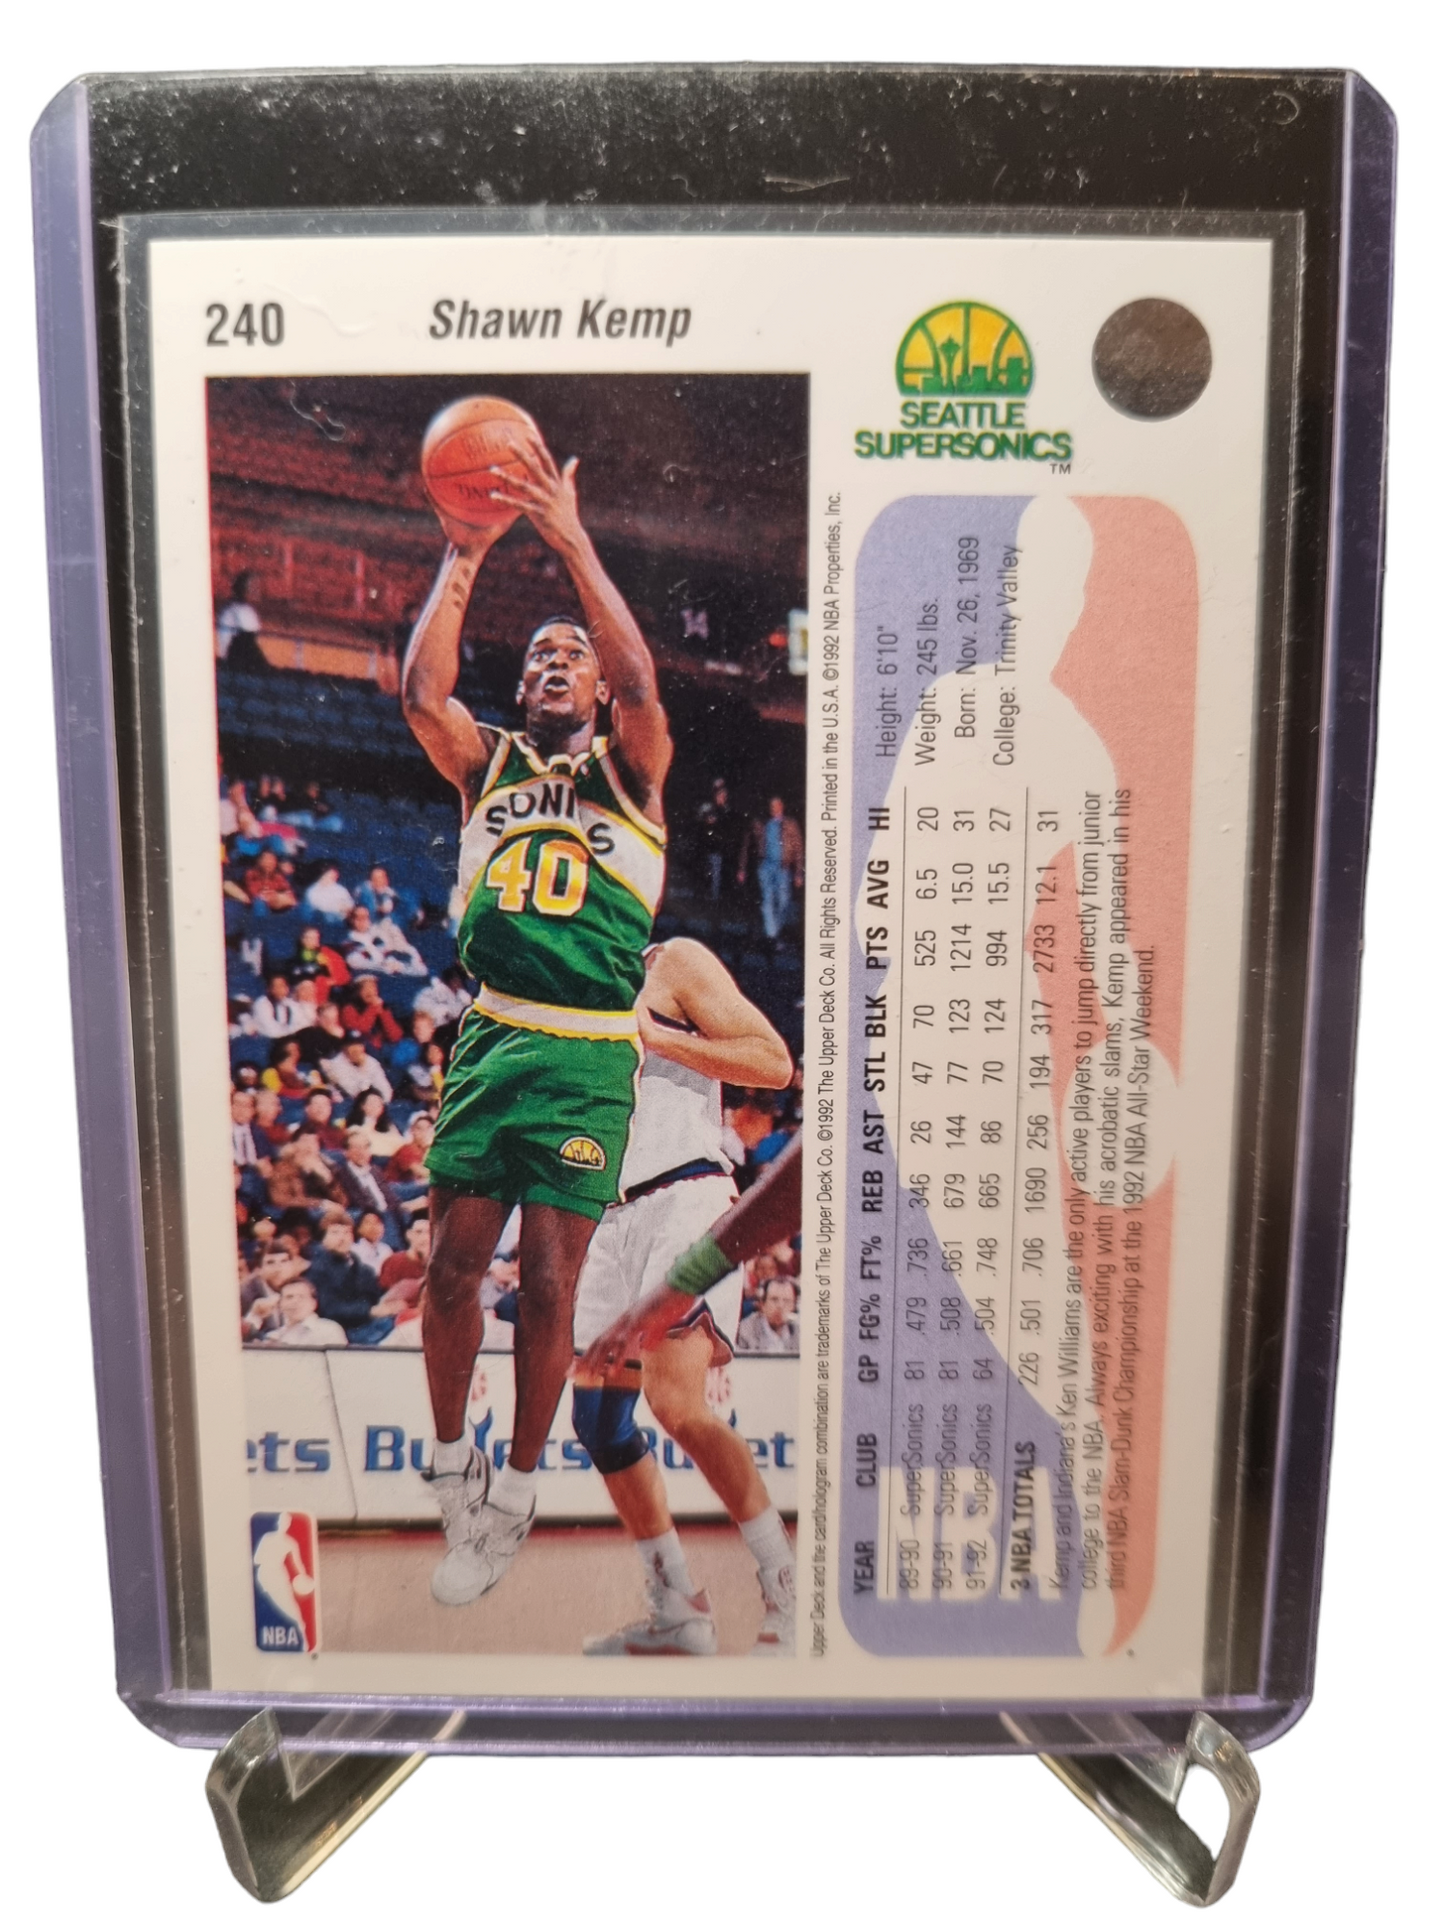 240
Shawn Kemp
SEATTLE
SUPERSONICS
TM
SONICS
40
14
ets Bullets Bullet
NBA
Upper Deck and the card/hologram combination are trademarks of The Upper Deck Co. ©1992 The Upper Deck Co. All Rights Reserved. Printed in the U.S.A. ©1992 NBA Properties, Inc.
Height: 6'10"
Weight: 245 lbs.
Born: Nov. 26, 1969
College: Trinity Valley
YEAR CLUB GP FG% FT% REB AST STL BLK PTS AVG HI
89-90 SuperSonics 81 .479 .736 346 26 47 70 525 6.5 20
90-91 SuperSonics 81 .508 .661 679 144 77 123 1214 15.0 31
91-92 SuperSonics 64 .504 .748 665 86 70 124 994 15.5 27
3 NBA TOTALS 226 .501 .706 1690 256 194 317 2733 12.1 31
Kemp and Indiana's Ken Williams are the only active players to jump directly from junior
college to the NBA. Always exciting with his acrobatic slams, Kemp appeared in his
third NBA Slam-Dunk Championship at the 1992 NBA All-Star Weekend.
NBA